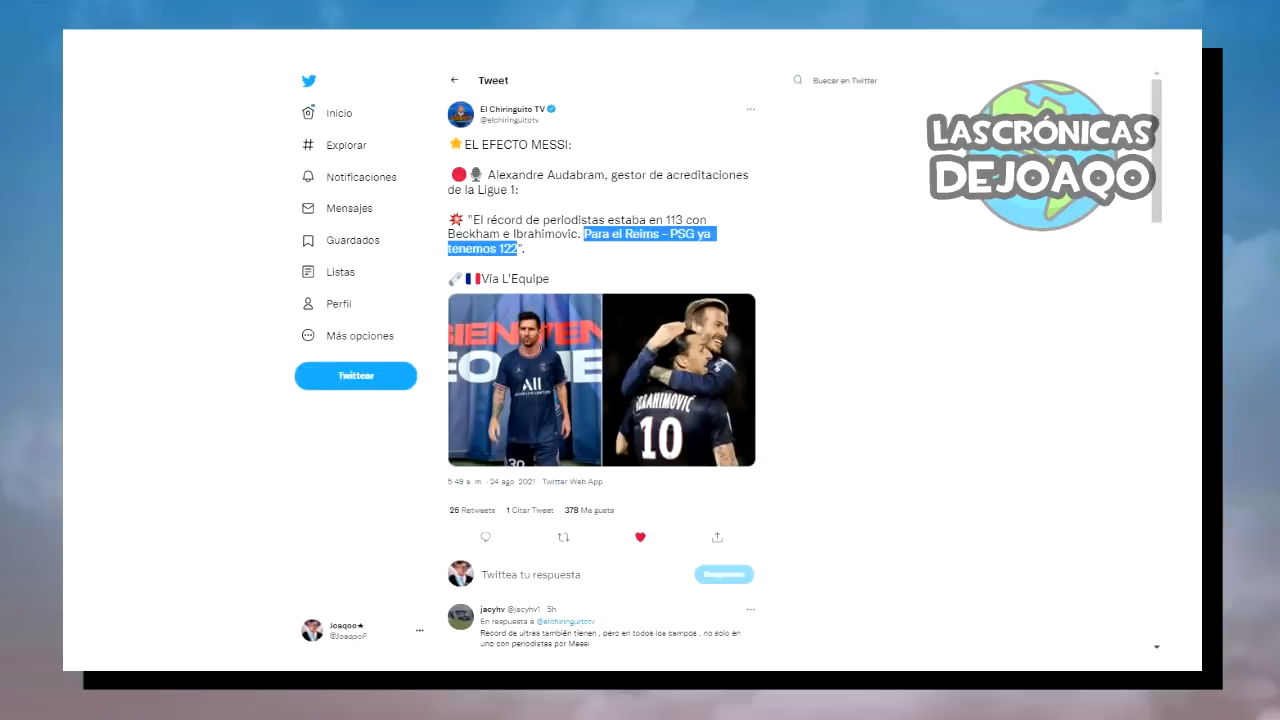 Tweet
Buscar en Twitter
Inicio
Explorar
Notificaciones
Mensajes
Guardados
Listas
Perfil
Más opciones
Twittear
Joaqoo★
@JoaqooP
El Chiringuito TV
@elchiringuitotv
EL EFECTO MESSI:
Alexandre Audabram, gestor de acreditaciones
de la Ligue 1:
"El récord de periodistas estaba en 113 con
Beckham e Ibrahimovic. Para el Reims - PSG ya
tenemos 122".
Vía L'Equipe
BIENVEN
30
IBRAHIMOVIĆ
10
5:49 a. m. · 24 ago. 2021 · Twitter Web App
25 Retweets 1 Citar Tweet 378 Me gusta
Twittea tu respuesta
Responder
jacyhv @jacyhv1 · 5h
En respuesta a @elchiringuitotv
Record de ultras también tienen , pero en todos los campos , no solo en
uno con periodistas por Messi
LAS CRÓNICAS
DE JOAQO